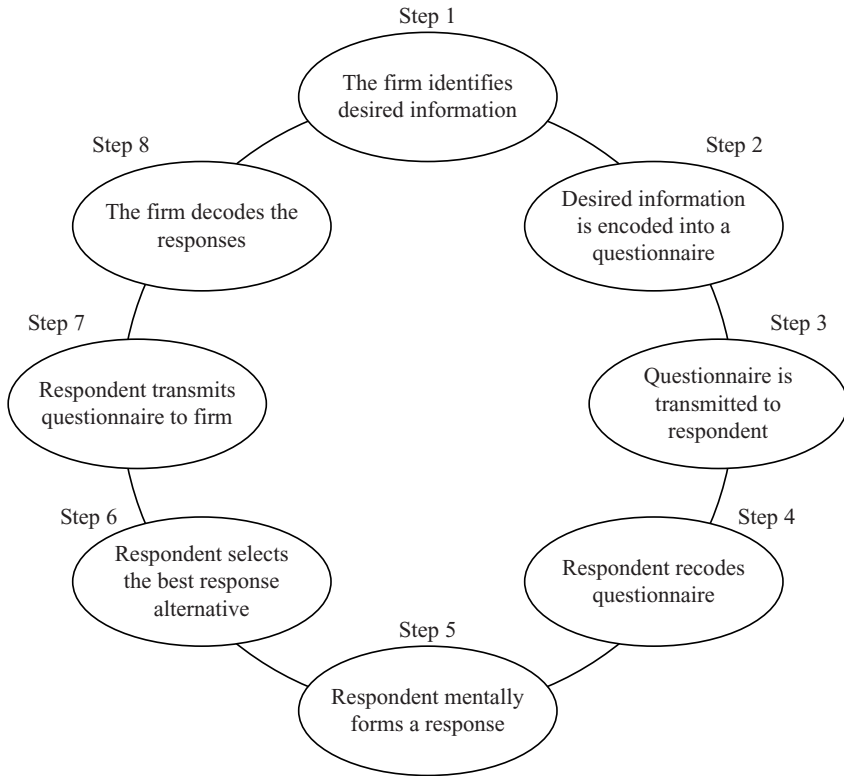 Step 1
The firm identifies
desired information
Step 2
Desired information
is encoded into a
questionnaire
Step 3
Questionnaire is
transmitted to
respondent
Step 4
Respondent recodes
questionnaire
Step 5
Respondent mentally
forms a response
Step 6
Respondent selects
the best response
alternative
Step 7
Respondent transmits
questionnaire to firm
Step 8
The firm decodes the
responses